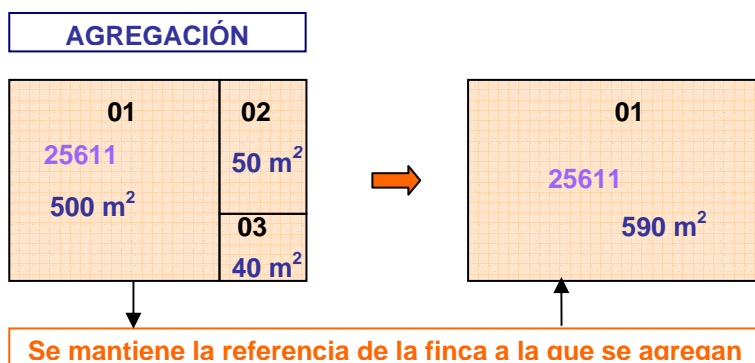 AGREGACIÓN
01
25611
500 m²
02
50 m²
03
40 m²
01
25611
590 m²
Se mantiene la referencia de la finca a la que se agregan